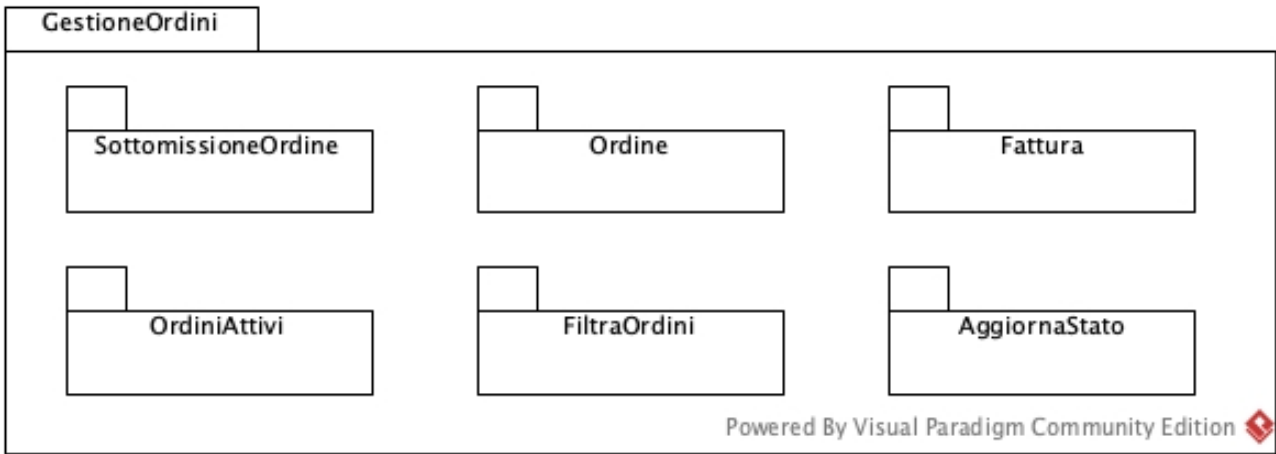 GestioneOrdini
SottomissioneOrdine
Ordine
Fattura
OrdiniAttivi
FiltraOrdini
AggiornaStato
Powered By Visual Paradigm Community Edition